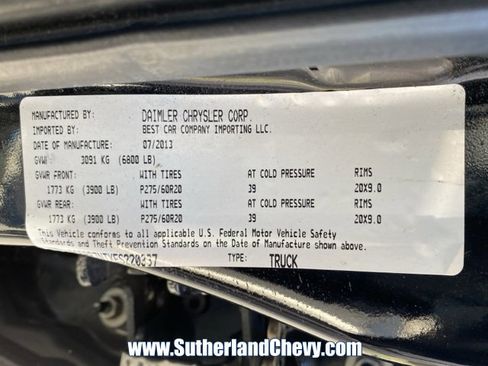 MANUFACTURED BY: DAIMLER CHRYSLER CORP.
IMPORTED BY: BEST CAR COMPANY IMPORTING LLC.
DATE OF MANUFACTURE: 07/2013
GVW: 3091 KG (6800 LB)
GVWR FRONT: WITH TIRES AT COLD PRESSURE RIMS
1773 KG (3900 LB) P275/60R20 39 20X9.0
GVWR REAR: WITH TIRES AT COLD PRESSURE RIMS
1773 KG (3900 LB) P275/60R20 39 20X9.0
This Vehicle conforms to all applicable U.S. Federal Motor Vehicle Safety
Standards and Theft Prevention Standards on the Date of Manufacture shown above.
TYPE: TRUCK
www.SutherlandChevy.com